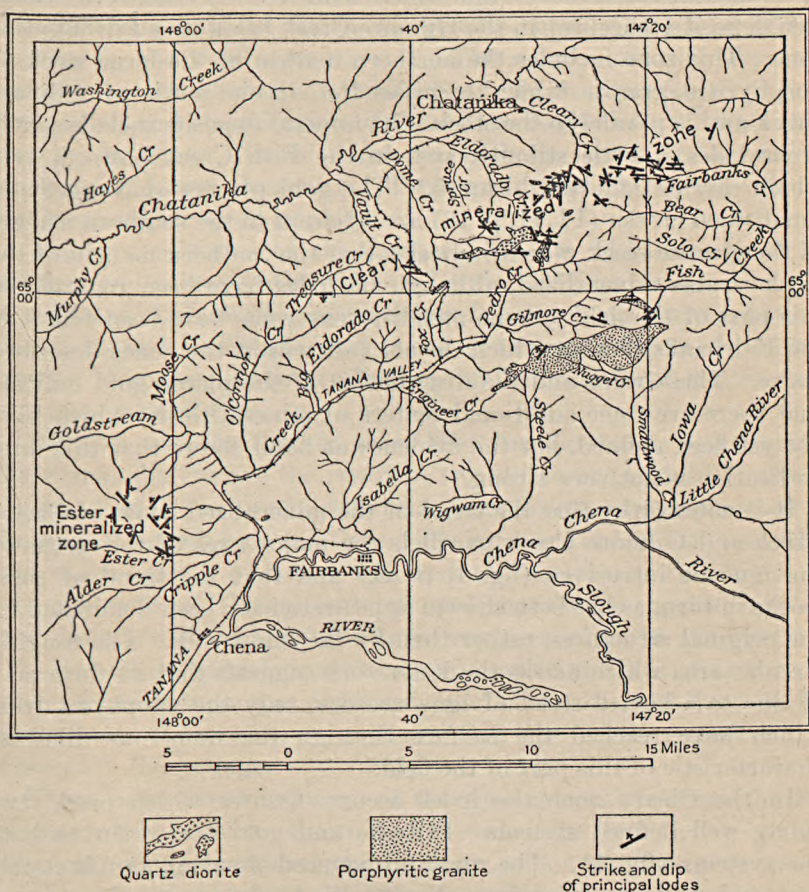 148°00'
40'
147°20'
Washington Creek
Chatanika
Cleary Cr
River
zone
Hayes Cr
Dome Cr
Spruce Cr
Eldorado Cr
Fairbanks Cr
Chatanika
Vault Cr
mineralized
Bear Cr
Solo Cr
Creek
Murphy Cr
Treasure Cr
Cleary
Fish
65°00'
65°00'
Pedro Cr
Gilmore Cr
Moose Cr
O'Connor Cr
Big Eldorado Cr
Fox Cr
TANANA VALLEY
Nugget Cr
Goldstream
Creek
Engineer Cr
Steele Cr
Smallwood
Iowa Cr
Little Chena River
Isabella Cr
Wigwam Cr
Ester mineralized zone
Ester Cr
Cripple Cr
Alder Cr
Chena
FAIRBANKS
Chena Slough
River
TANANA
Chena
RIVER
148°00'
40'
147°20'
5 0 5 10 15 Miles
Quartz diorite
Porphyritic granite
Strike and dip
of principal lodes